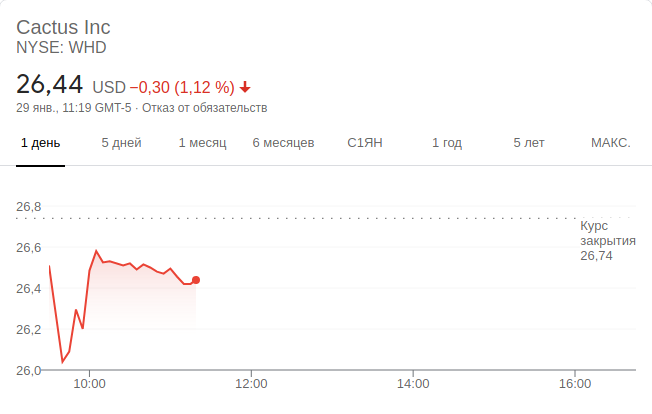 Cactus Inc
NYSE: WHD
26,44 USD −0,30 (1,12 %)
29 янв., 11:19 GMT-5 · Отказ от обязательств
1 день 5 дней 1 месяц 6 месяцев С1ЯН 1 год 5 лет МАКС.
26,8
Курс
закрытия
26,74
26,6
26,4
26,2
26,0
10:00 12:00 14:00 16:00